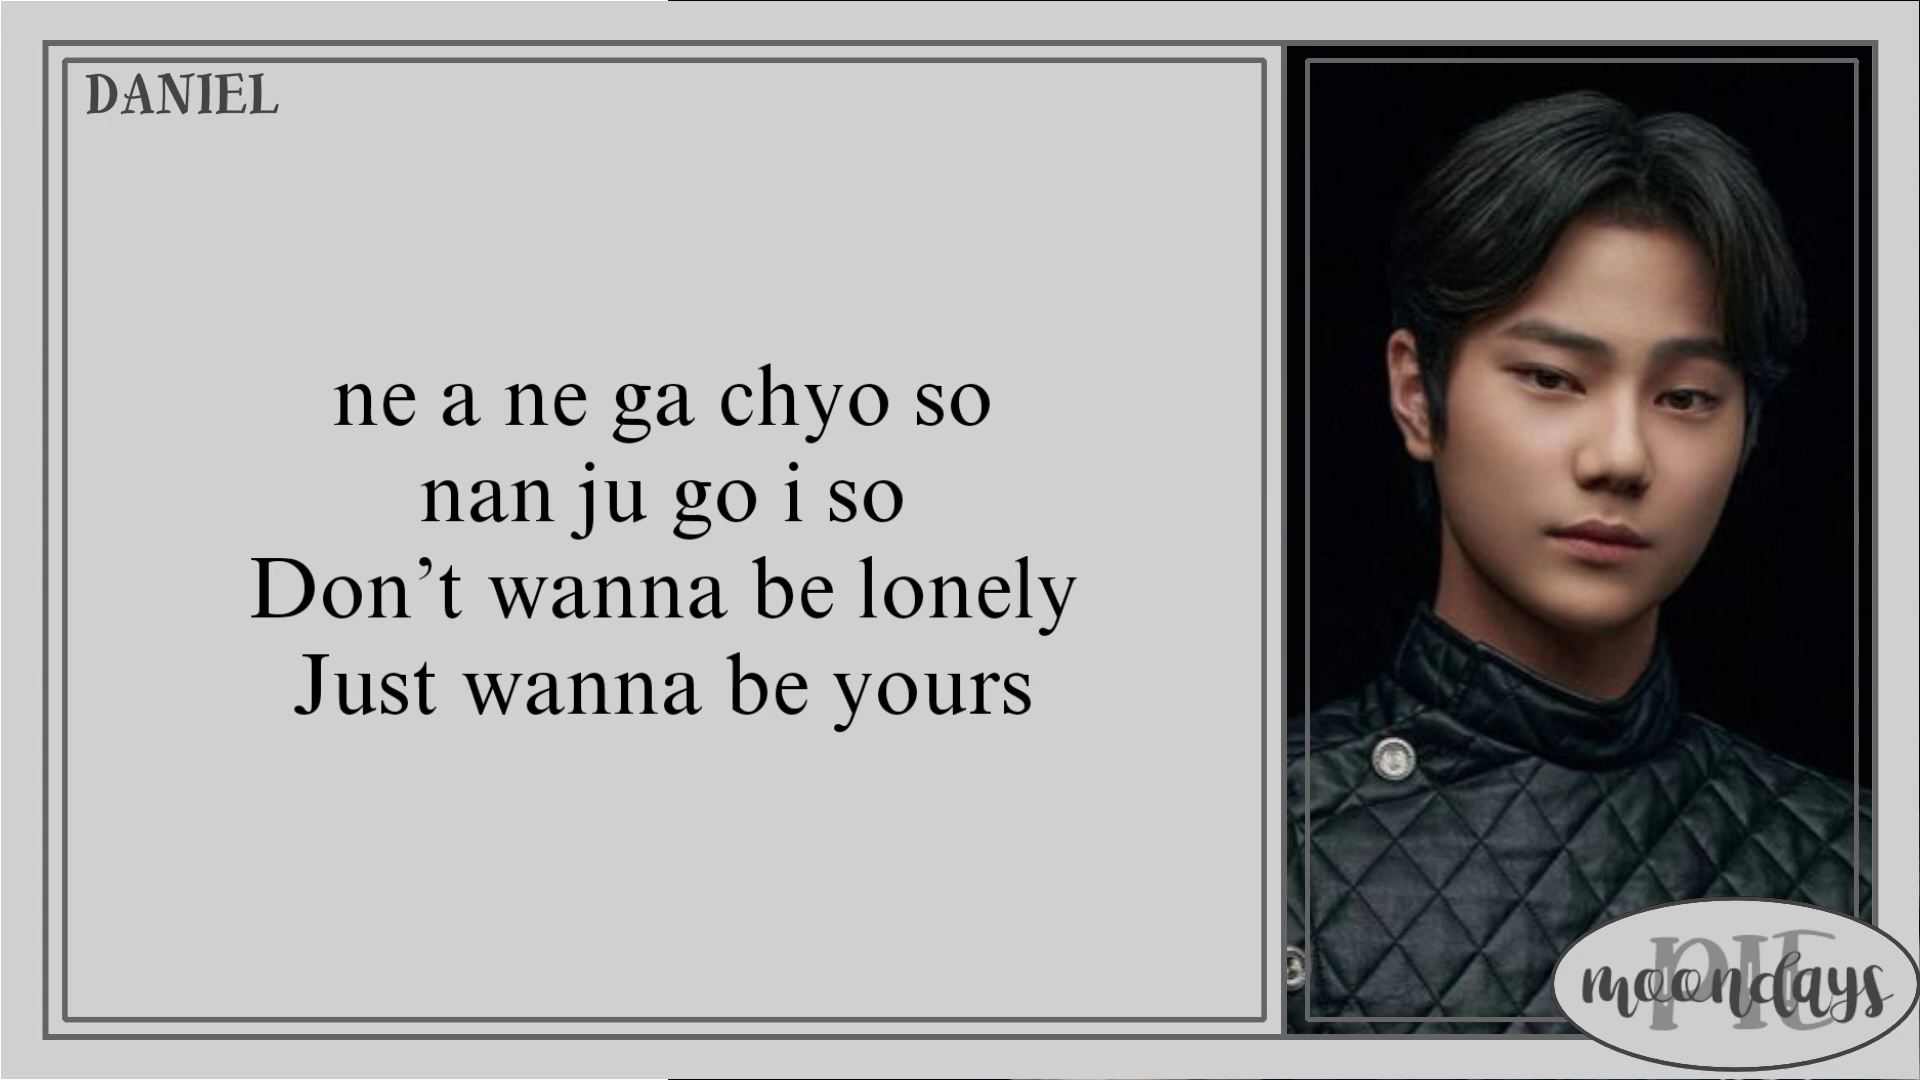 DANIEL
ne a ne ga chyo so
nan ju go i so
Don’t wanna be lonely
Just wanna be yours
moondays